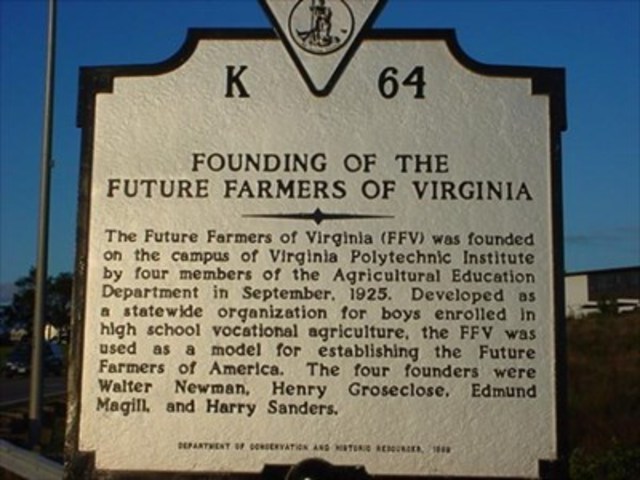 K 64
FOUNDING OF THE
FUTURE FARMERS OF VIRGINIA
The Future Farmers of Virginia (FFV) was founded
on the campus of Virginia Polytechnic Institute
by four members of the Agricultural Education
Department in September, 1925. Developed as
a statewide organization for boys enrolled in
high school vocational agriculture, the FFV was
used as a model for establishing the Future
Farmers of America. The four founders were
Walter Newman, Henry Groseclose, Edmund
Magill, and Harry Sanders.
DEPARTMENT OF CONSERVATION AND HISTORIC RESOURCES,